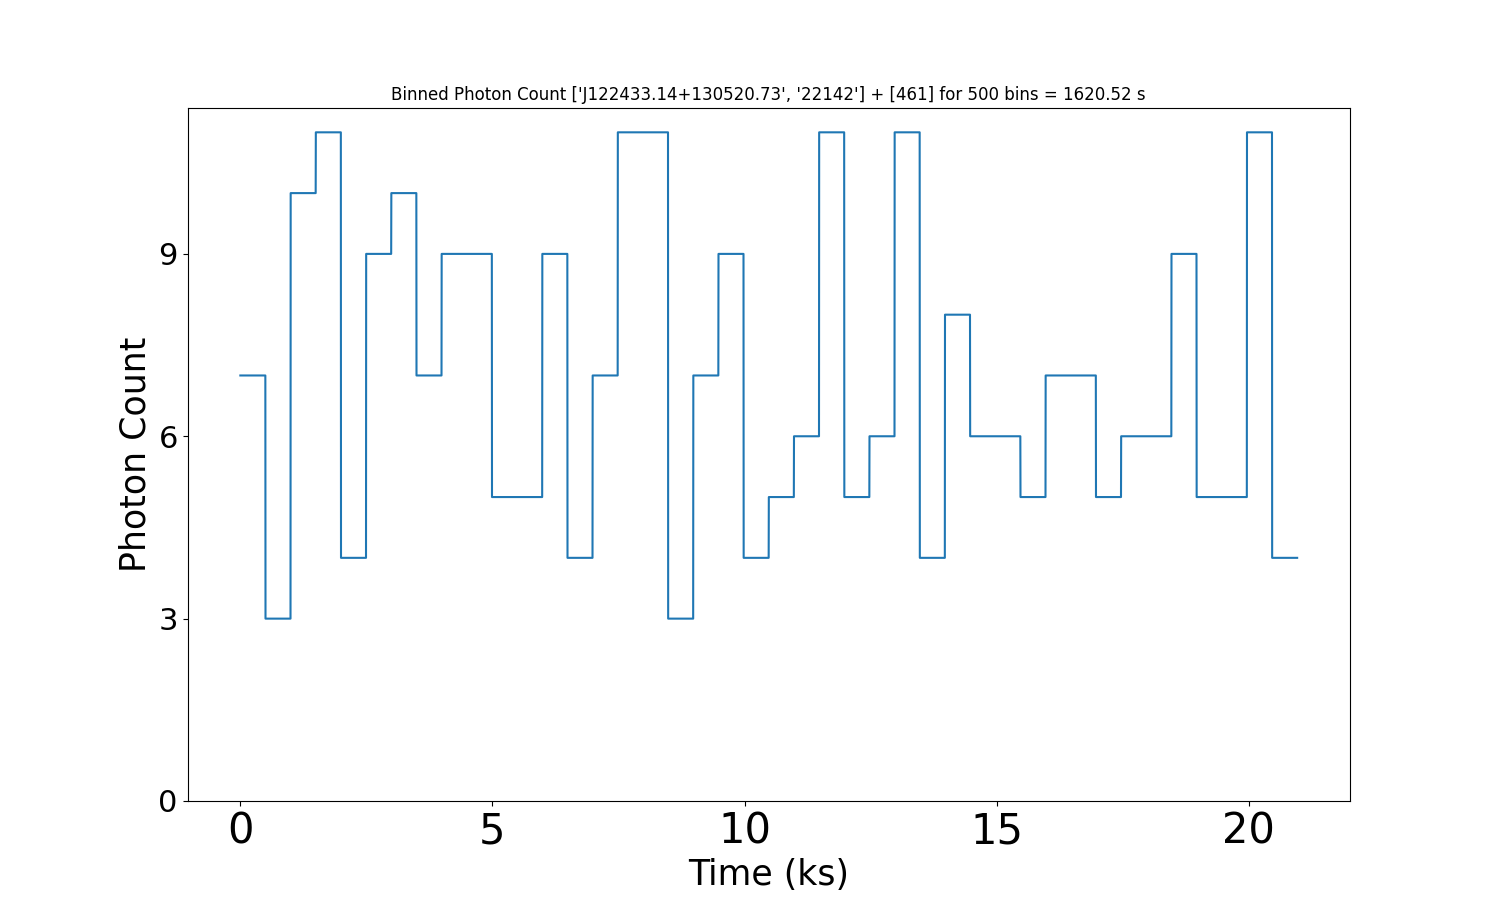 Binned Photon Count ['J122433.14+130520.73', '22142'] + [461] for 500 bins = 1620.52 s
Photon Count
9
6
3
0
0 5 10 15 20
Time (ks)